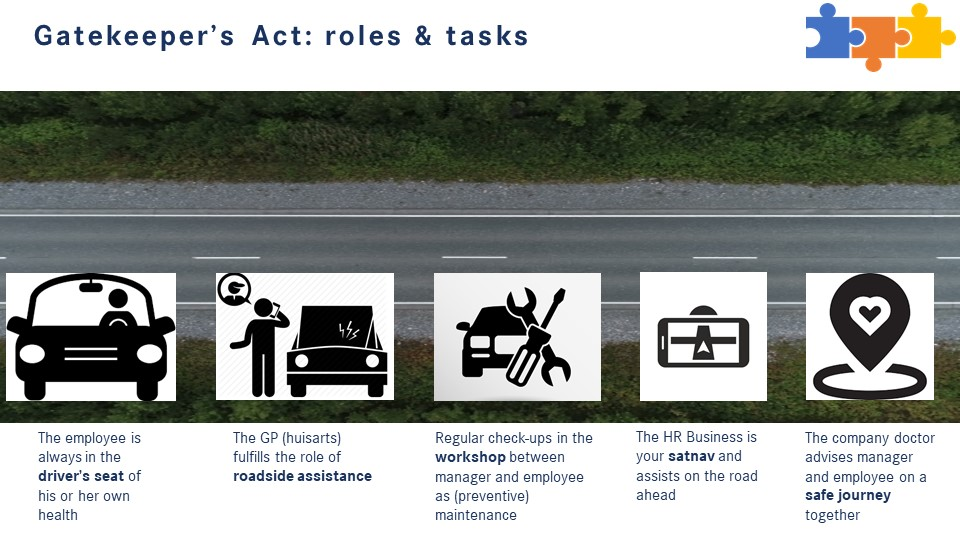 Gatekeeper’s Act: roles & tasks
The employee is
always in the
driver's seat of
his or her own
health
The GP (huisarts)
fulfills the role of
roadside assistance
Regular check-ups in the
workshop between
manager and employee
as (preventive)
maintenance
The HR Business is
your satnav and
assists on the road
ahead
The company doctor
advises manager
and employee on a
safe journey
together